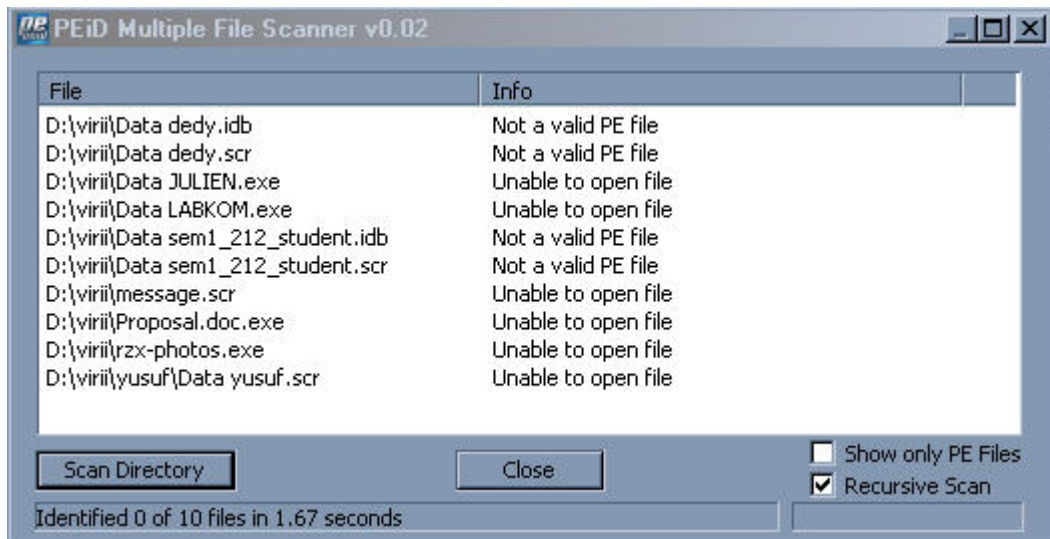 PEiD Multiple File Scanner v0.02
File Info
D:\virii\Data dedy.idb Not a valid PE file
D:\virii\Data dedy.scr Not a valid PE file
D:\virii\Data JULIEN.exe Unable to open file
D:\virii\Data LABKOM.exe Unable to open file
D:\virii\Data sem1_212_student.idb Not a valid PE file
D:\virii\Data sem1_212_student.scr Not a valid PE file
D:\virii\message.scr Unable to open file
D:\virii\Proposal.doc.exe Unable to open file
D:\virii\rzx-photos.exe Unable to open file
D:\virii\yusuf\Data yusuf.scr Unable to open file
Scan Directory Close Show only PE Files
Recursive Scan
Identified 0 of 10 files in 1.67 seconds